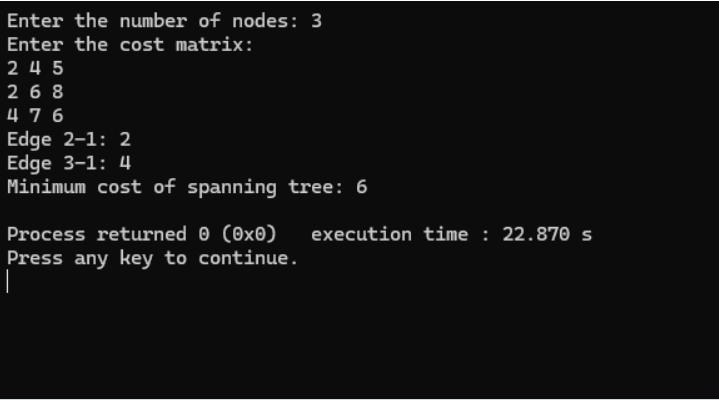 Enter the number of nodes: 3
Enter the cost matrix:
2 4 5
2 6 8
4 7 6
Edge 2-1: 2
Edge 3-1: 4
Minimum cost of spanning tree: 6
Process returned 0 (0x0)   execution time : 22.870 s
Press any key to continue.